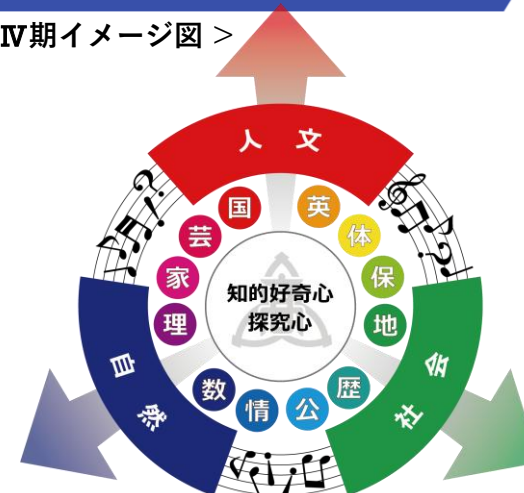 Ⅳ期イメージ図 >
人文
国
英
芸
体
家
保
理
地
数
歴
情
公
知的好奇心
探究心
自然
社会